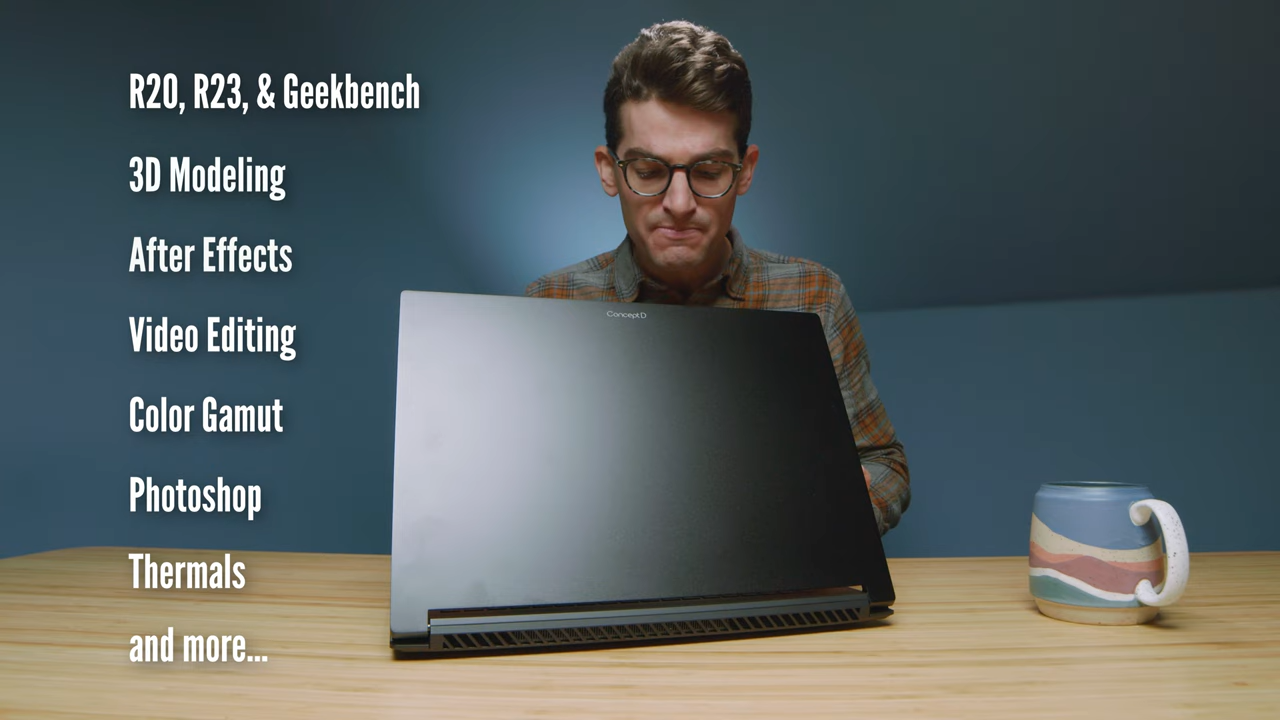 R20, R23, & Geekbench
3D Modeling
After Effects
Video Editing
Color Gamut
Photoshop
Thermals
and more...
ConceptD